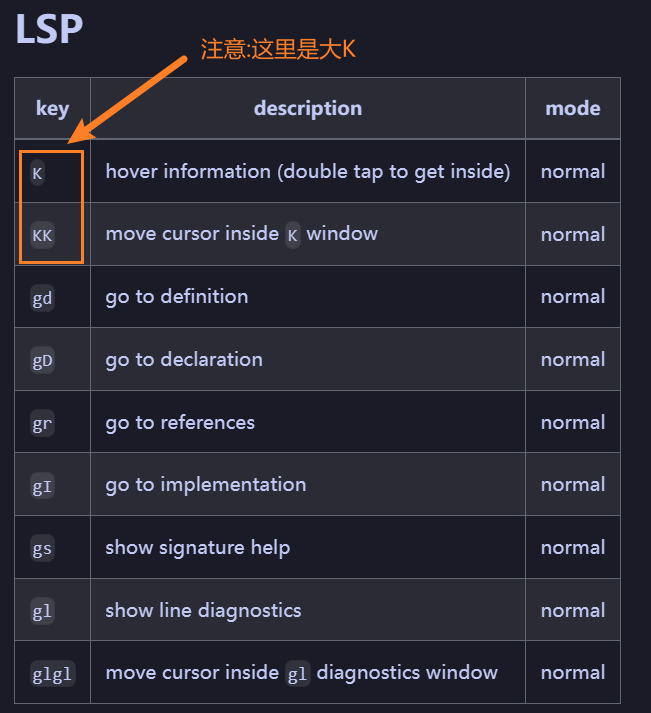 LSP
注意:这里是大K
key description mode
K hover information (double tap to get inside) normal
KK move cursor inside K window normal
gd go to definition normal
gD go to declaration normal
gr go to references normal
gI go to implementation normal
gs show signature help normal
gl show line diagnostics normal
glgl move cursor inside gl diagnostics window normal